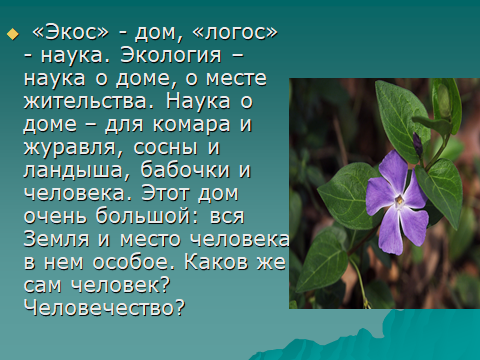 «Экос» - дом, «логос»
- наука. Экология –
наука о доме, о месте
жительства. Наука о
доме – для комара и
журавля, сосны и
ландыша, бабочки и
человека. Этот дом
очень большой: вся
Земля и место человека
в нем особое. Каков же
сам человек?
Человечество?